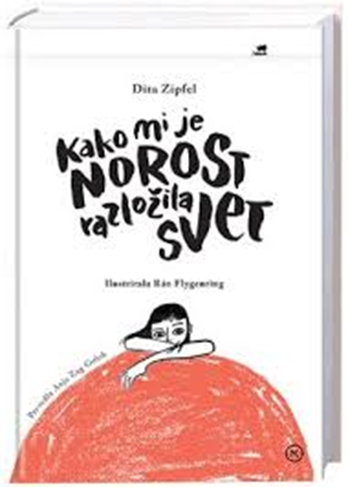 Dita Zipfel
Kako mi je
NOROST
razložila
svet
Ilustrirala Rán Flygenring
Prevedla Anja Zag Golob